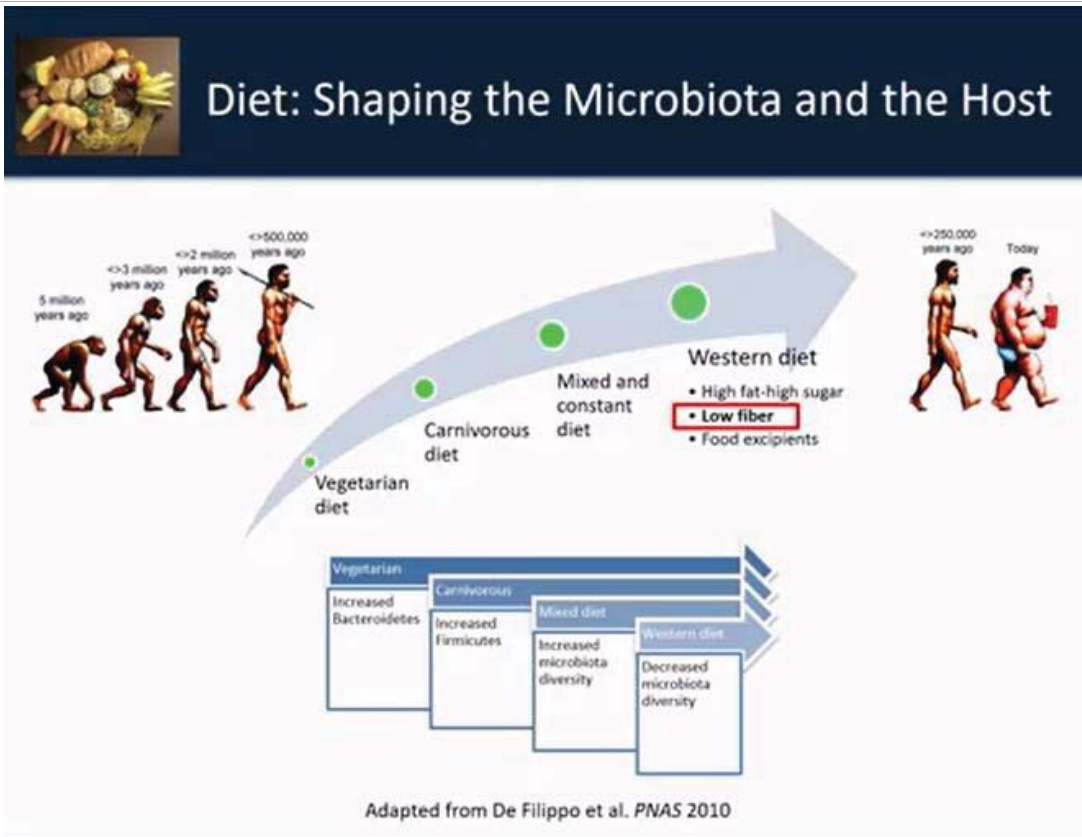 Diet: Shaping the Microbiota and the Host
5 million
years ago
<>3 million
years ago
<>2 million
years ago
<>500,000
years ago
<>250,000
years ago
Today
Vegetarian
diet
Carnivorous
diet
Mixed and
constant
diet
Western diet
• High fat-high sugar
• Low fiber
• Food excipients
Vegetarian
Increased
Bacteroidetes
Carnivorous
Increased
Firmicutes
Mixed diet
Increased
microbiota
diversity
Western diet
Decreased
microbiota
diversity
Adapted from De Filippo et al. PNAS 2010